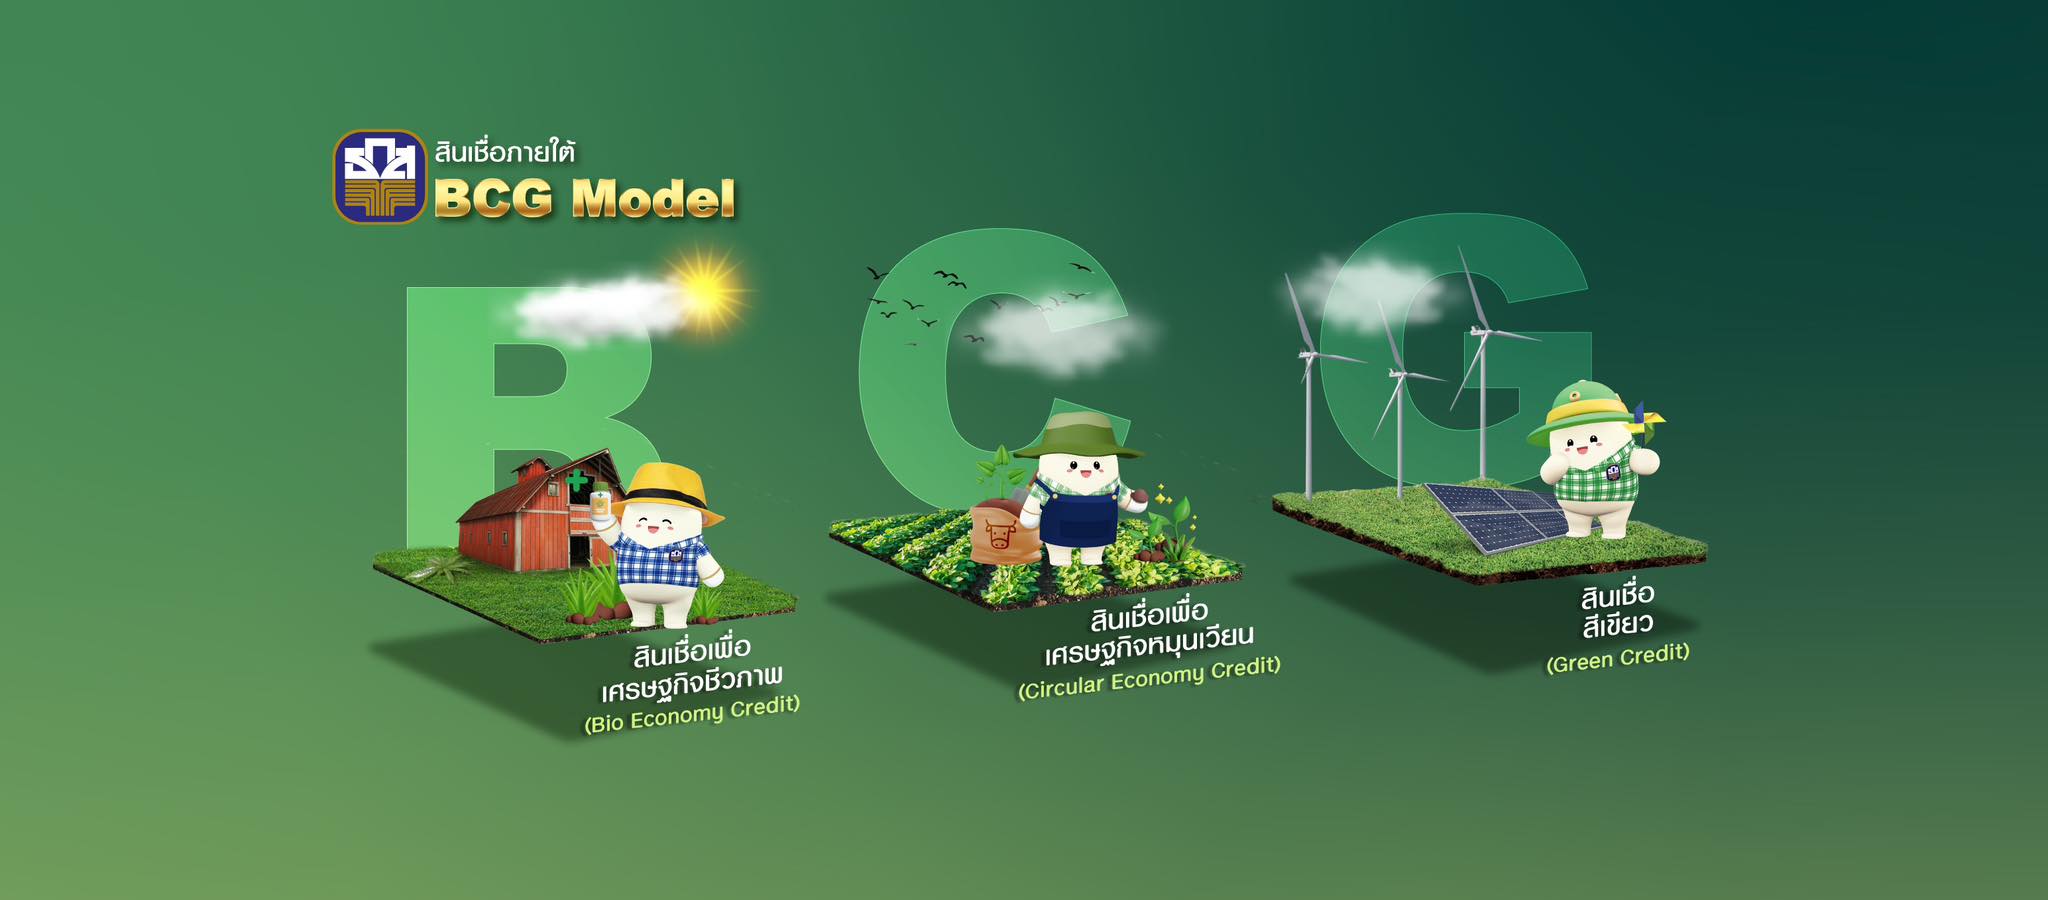 ธกส
สินเชื่อภายใต้
BCG Model
B
สินเชื่อเพื่อ
เศรษฐกิจชีวภาพ
(Bio Economy Credit)
C
สินเชื่อเพื่อ
เศรษฐกิจหมุนเวียน
(Circular Economy Credit)
G
สินเชื่อ
สีเขียว
(Green Credit)